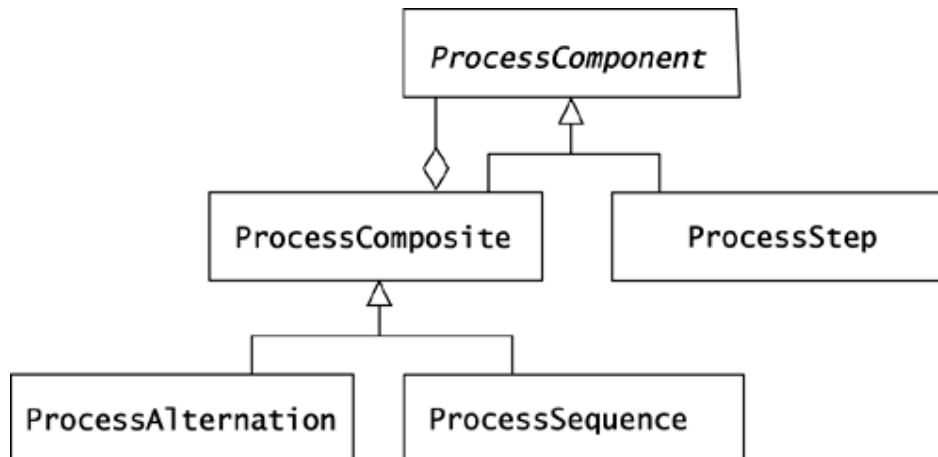 ProcessComponent
ProcessComposite
ProcessStep
ProcessAlternation
ProcessSequence